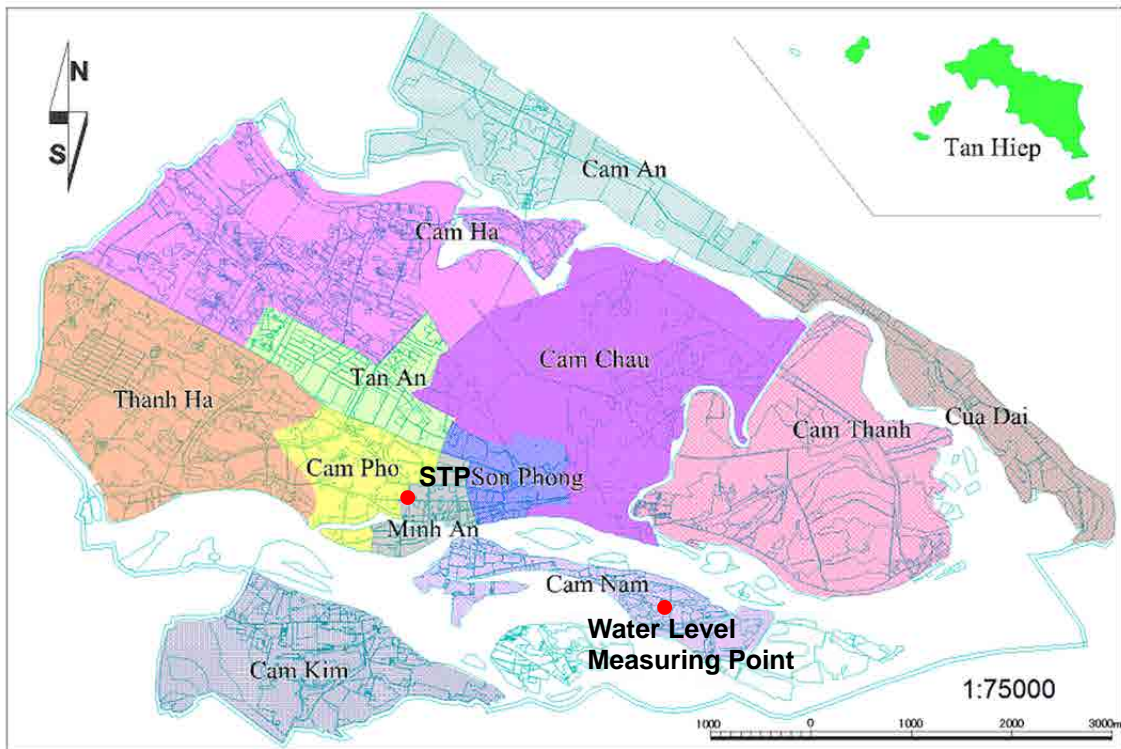 N
S
Cam An
Tan Hiep
Cam Ha
Cam Chau
Tan An
Thanh Ha
Cua Dai
Cam Thanh
Cam Pho
STP
Son Phong
Minh An
Cam Nam
Water Level
Measuring Point
Cam Kim
1:75000
1000 0 1000 2000 3000m